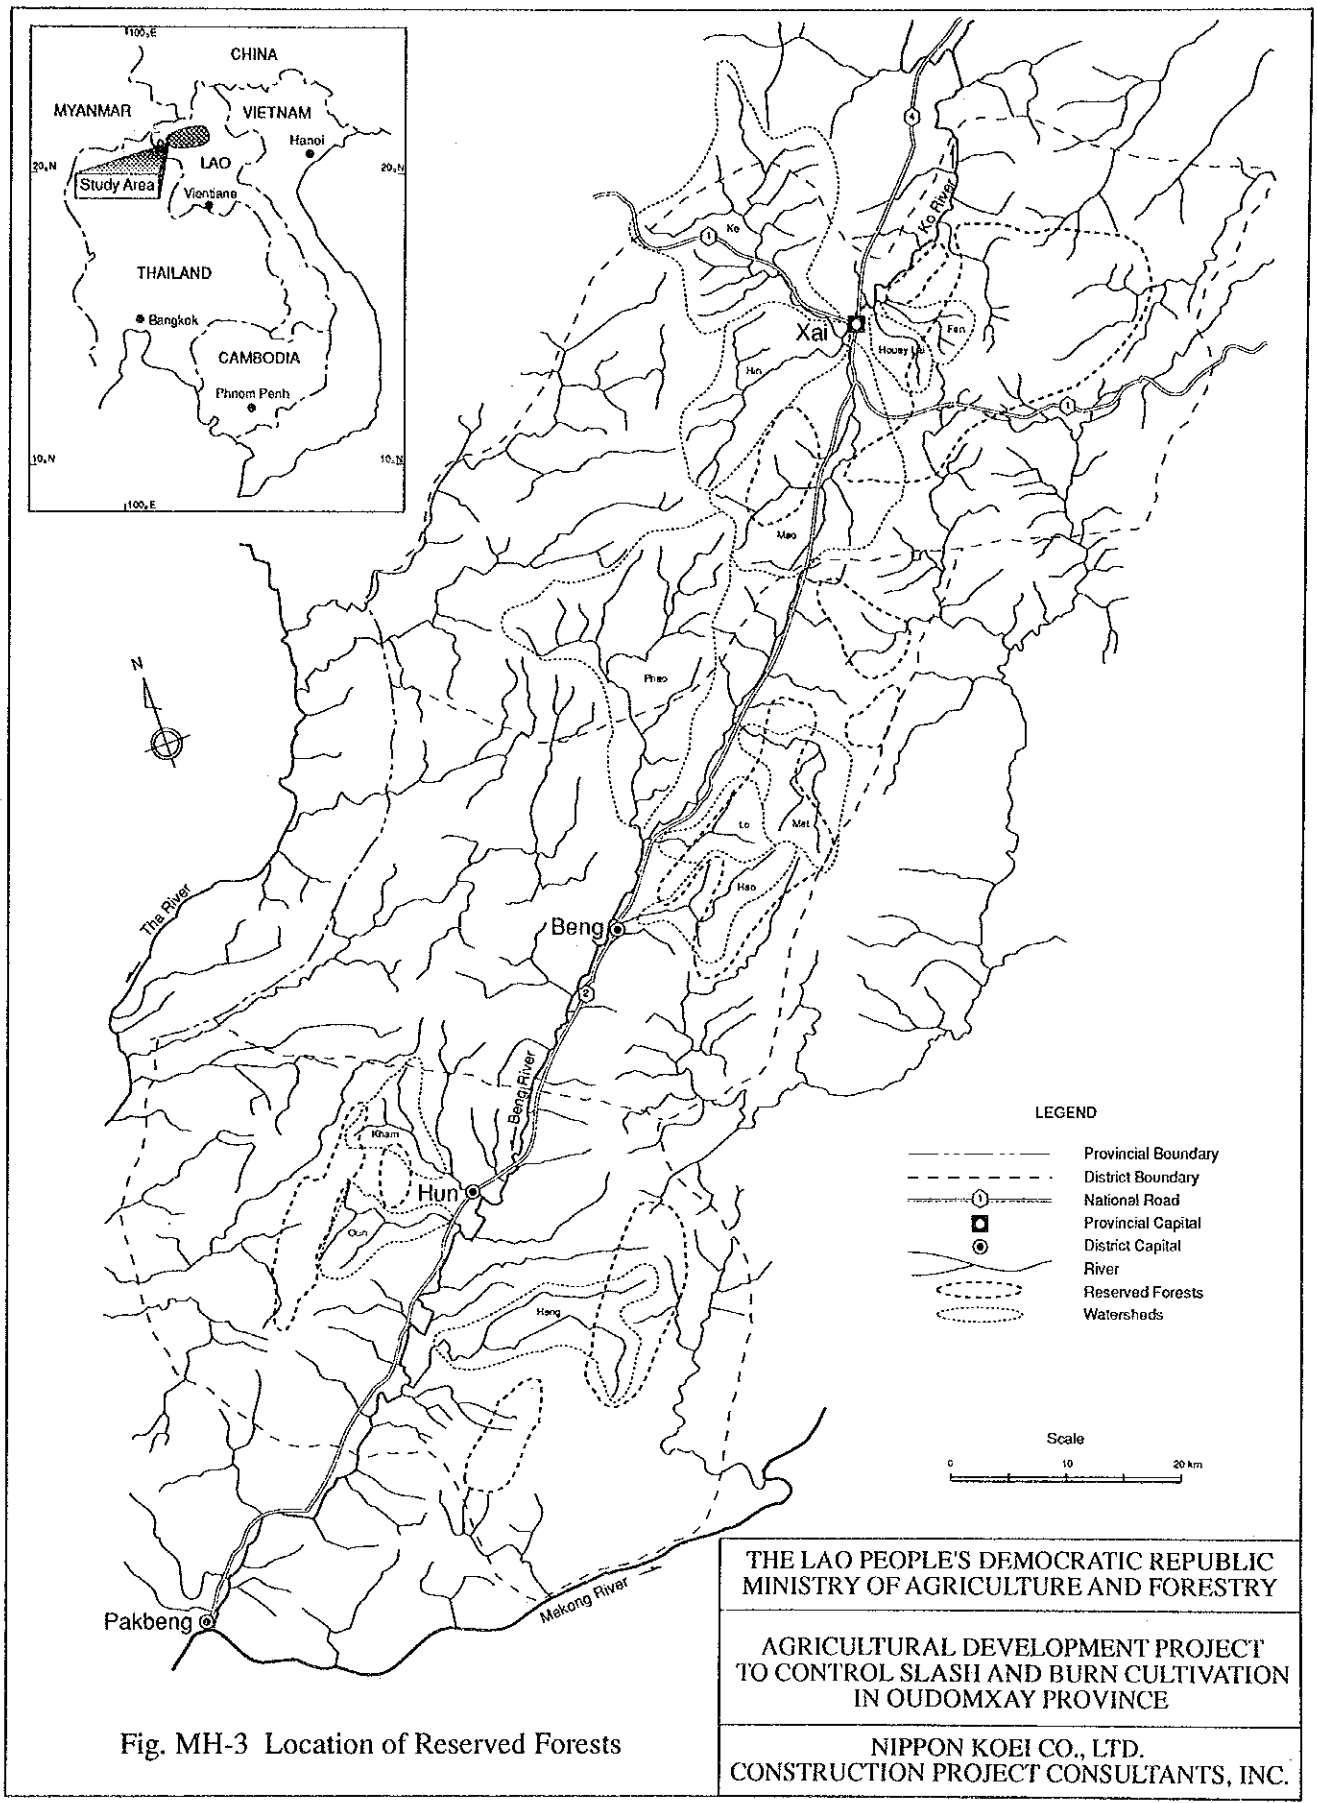 100°E
CHINA
MYANMAR
VIETNAM
Hanoi
20°N
LAO
20°N
Study Area
Vientiane
THAILAND
Bangkok
CAMBODIA
Phnom Penh
10°N
10°N
100°E
4
Ko River
Ke
1
Xai
Fen
Houay Lai
Hin
1
Mao
N
Phao
Lo
Mat
Hao
Tha River
Beng
2
Beng River
Kham
Hun
Oun
Heng
LEGEND
Provincial Boundary
District Boundary
1 National Road
Provincial Capital
District Capital
River
Reserved Forests
Watersheds
Scale
0 10 20 km
Mekong River
Pakbeng
THE LAO PEOPLE'S DEMOCRATIC REPUBLIC
MINISTRY OF AGRICULTURE AND FORESTRY
AGRICULTURAL DEVELOPMENT PROJECT
TO CONTROL SLASH AND BURN CULTIVATION
IN OUDOMXAY PROVINCE
Fig. MH-3 Location of Reserved Forests
NIPPON KOEI CO., LTD.
CONSTRUCTION PROJECT CONSULTANTS, INC.